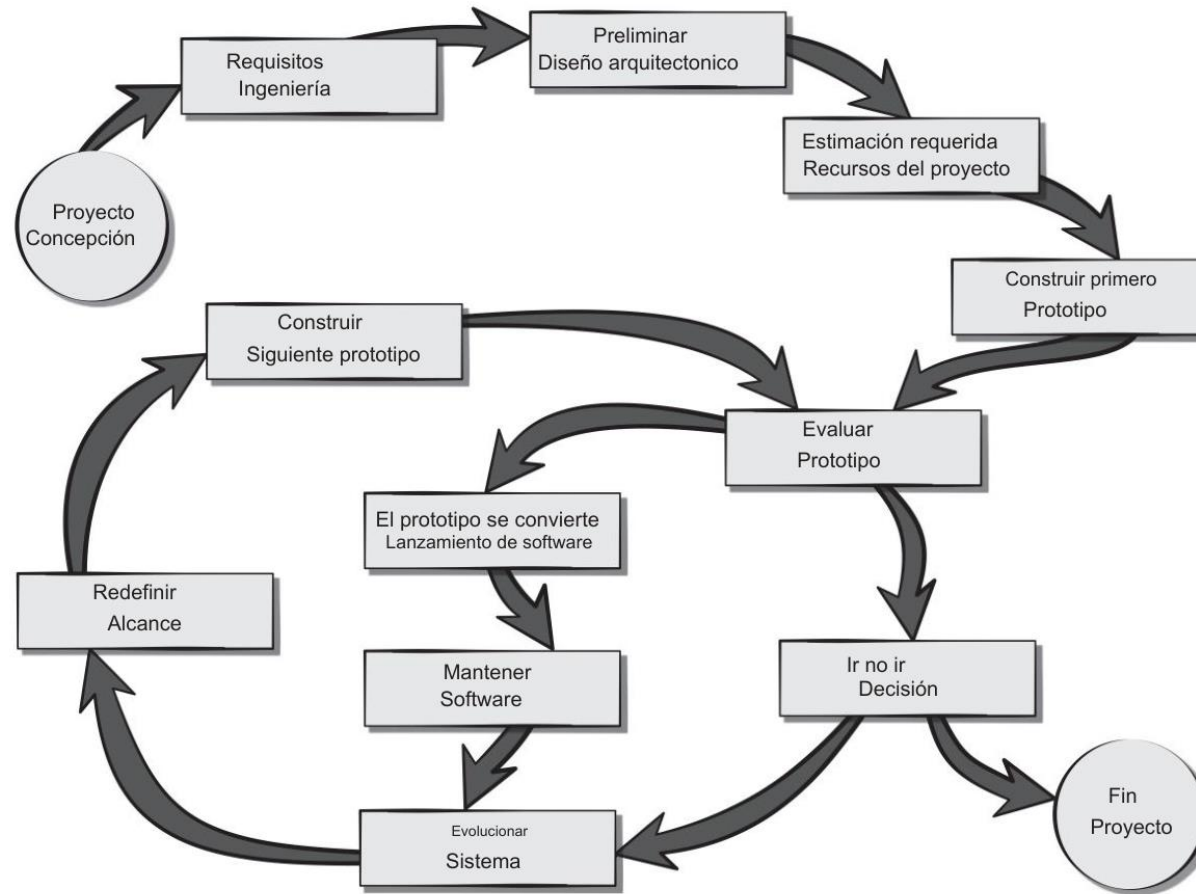 Preliminar
Diseño arquitectonico
Requisitos
Ingeniería
Estimación requerida
Recursos del proyecto
Proyecto
Concepción
Construir primero
Prototipo
Construir
Siguiente prototipo
Evaluar
Prototipo
El prototipo se convierte
Lanzamiento de software
Redefinir
Alcance
Mantener
Software
Ir no ir
Decisión
Evolucionar
Sistema
Fin
Proyecto